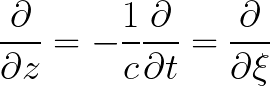 ∂/∂z = −(1/c) ∂/∂t = ∂/∂ξ